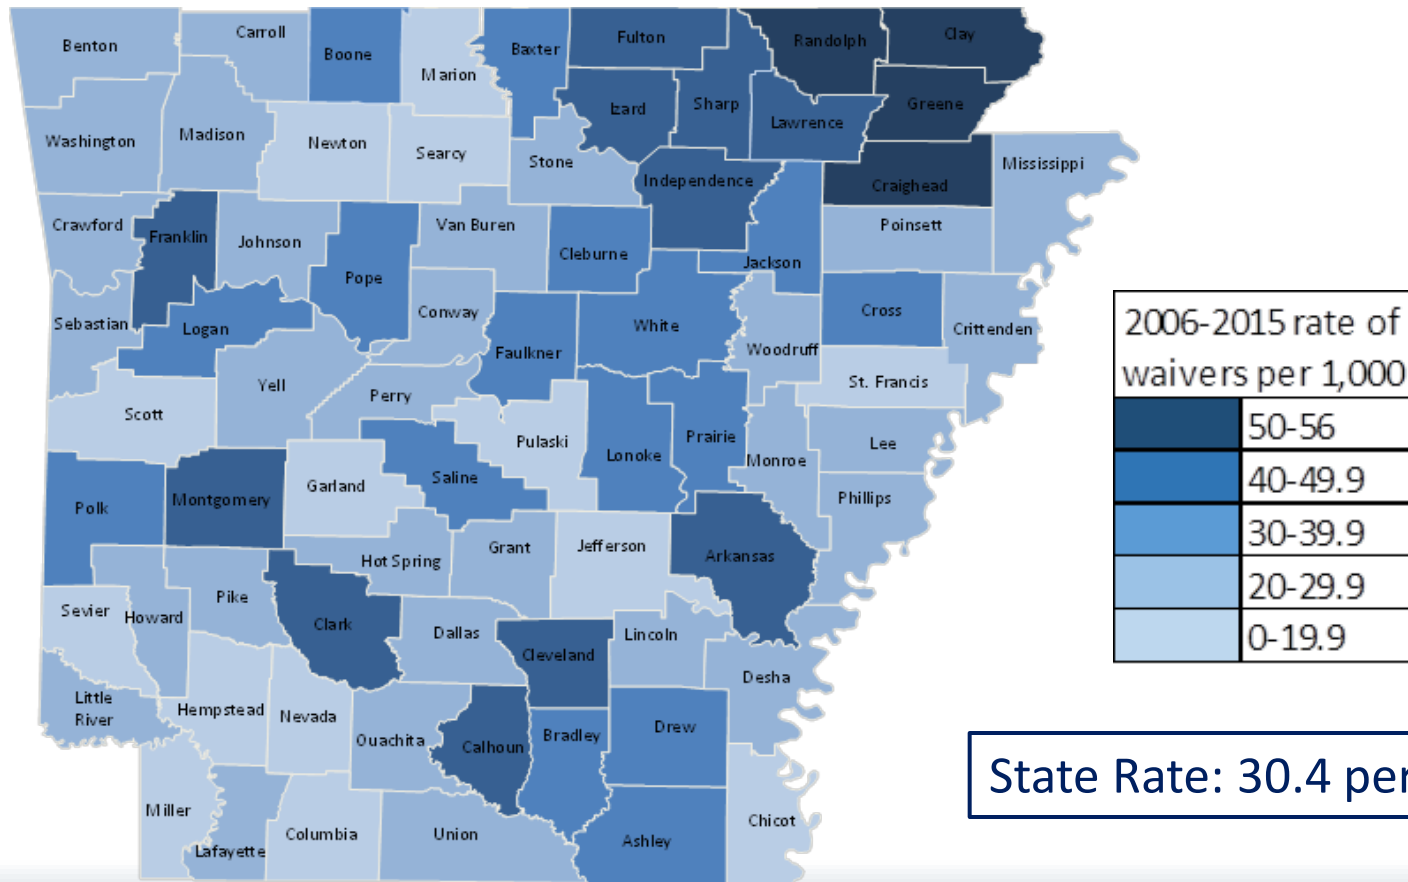 Benton
Carroll
Boone
Marion
Baxter
Fulton
Randolph
Clay
Izard
Sharp
Lawrence
Greene
Washington
Madison
Newton
Searcy
Stone
Independence
Craighead
Mississippi
Crawford
Franklin
Johnson
Pope
Van Buren
Cleburne
Jackson
Poinsett
Sebastian
Logan
Conway
Faulkner
White
Woodruff
Cross
Crittenden
Scott
Yell
Perry
Pulaski
Lonoke
Prairie
Monroe
St. Francis
Lee
Phillips
Polk
Montgomery
Garland
Saline
Hot Spring
Grant
Jefferson
Arkansas
Sevier
Howard
Pike
Clark
Dallas
Cleveland
Lincoln
Desha
Little
River
Hempstead
Nevada
Ouachita
Calhoun
Bradley
Drew
Miller
Lafayette
Columbia
Union
Ashley
Chicot
2006-2015 rate of
waivers per 1,000
50-56
40-49.9
30-39.9
20-29.9
0-19.9
State Rate: 30.4 per